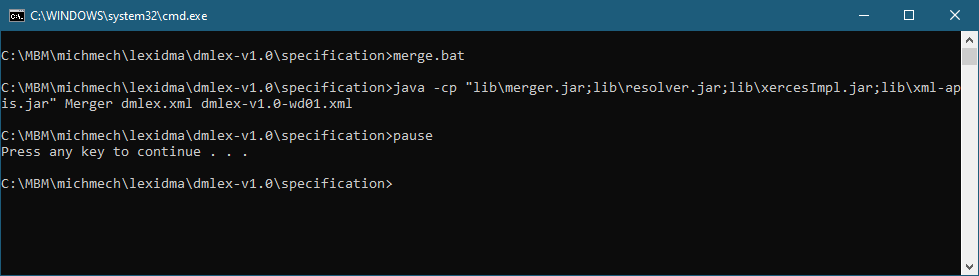 C:\WINDOWS\system32\cmd.exe
C:\MBM\michmech\lexidma\dmlex-v1.0\specification>merge.bat
C:\MBM\michmech\lexidma\dmlex-v1.0\specification>java -cp "lib\merger.jar;lib\resolver.jar;lib\xercesImpl.jar;lib\xml-ap
is.jar" Merger dmlex.xml dmlex-v1.0-wd01.xml
C:\MBM\michmech\lexidma\dmlex-v1.0\specification>pause
Press any key to continue . . .
C:\MBM\michmech\lexidma\dmlex-v1.0\specification>